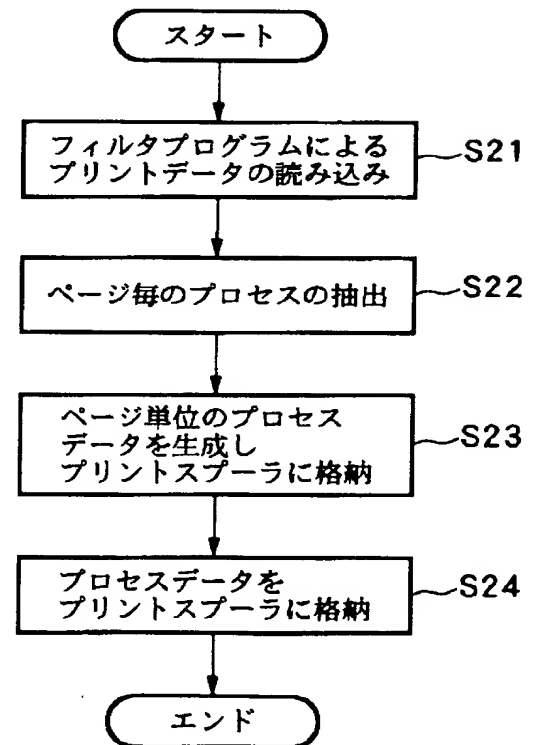 スタート
フィルタプログラムによる
プリントデータの読み込み
S21
ページ毎のプロセスの抽出
S22
ページ単位のプロセス
データを生成し
プリントスプーラに格納
S23
プロセスデータを
プリントスプーラに格納
S24
エンド